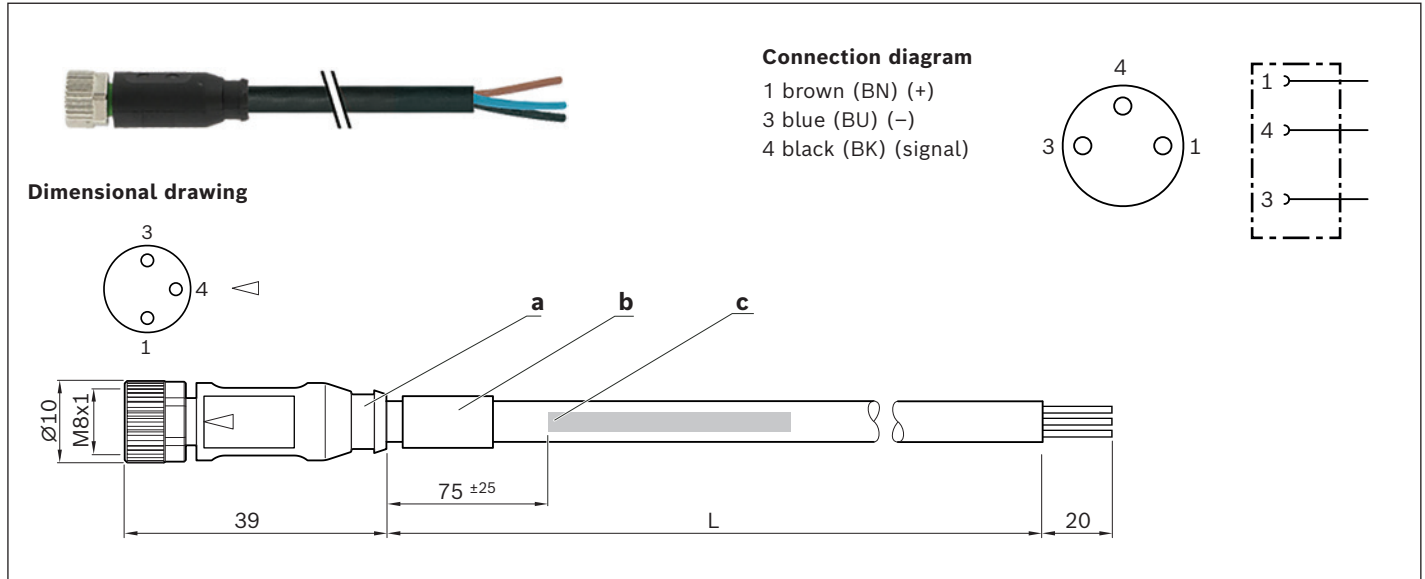 Connection diagram
1 brown (BN) (+)
3 blue (BU) (–)
4 black (BK) (signal)
4
3
1
1
4
3
Dimensional drawing
3
4
1
a
b
c
Ø10
M8x1
75 ±25
39
L
20